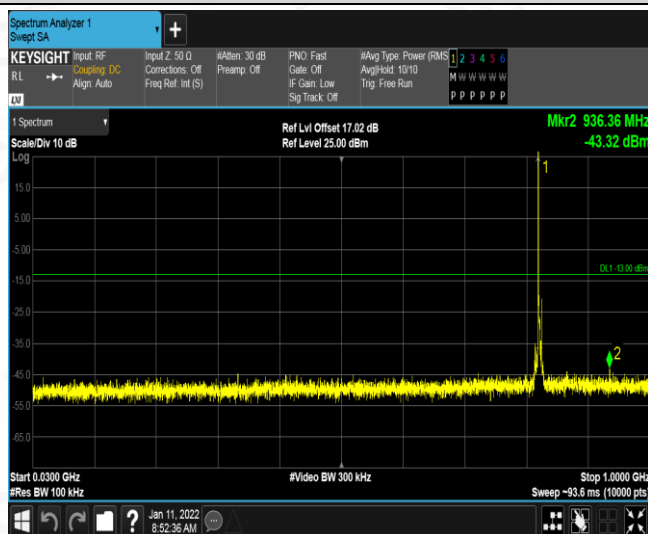 Spectrum Analyzer 1
Swept SA
+
KEYSIGHT
RL
LXI
Input: RF
Coupling: DC
Align: Auto
Input Z: 50 Ω
Corrections: Off
Freq Ref: Int (S)
#Atten: 30 dB
Preamp: Off
PNO: Fast
Gate: Off
IF Gain: Low
Sig Track: Off
#Avg Type: Power (RMS
Avg|Hold: 10/10
Trig: Free Run
1 2 3 4 5 6
M W W W W W
P P P P P P
1 Spectrum
Scale/Div 10 dB
Ref Lvl Offset 17.02 dB
Ref Level 25.00 dBm
Mkr2 936.36 MHz
-43.32 dBm
Log
1
15.0
5.00
-5.00
DL1 -13.00 dBm
-15.0
-25.0
-35.0
2
-45.0
-55.0
-65.0
Start 0.0300 GHz
#Res BW 100 kHz
#Video BW 300 kHz
Stop 1.0000 GHz
Sweep ~93.6 ms (10000 pts)
?
Jan 11, 2022
8:52:36 AM